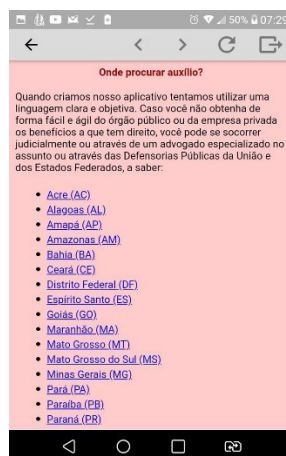 50% 07:29
Onde procurar auxílio?
Quando criamos nosso aplicativo tentamos utilizar uma
linguagem clara e objetiva. Caso você não obtenha de
forma fácil e ágil do órgão público ou da empresa privada
os benefícios a que tem direito, você pode se socorrer
judicialmente ou através de um advogado especializado no
assunto ou através das Defensorias Públicas da União e
dos Estados Federados, a saber:
Acre (AC)
Alagoas (AL)
Amapá (AP)
Amazonas (AM)
Bahia (BA)
Ceará (CE)
Distrito Federal (DF)
Espírito Santo (ES)
Goiás (GO)
Maranhão (MA)
Mato Grosso (MT)
Mato Grosso do Sul (MS)
Minas Gerais (MG)
Pará (PA)
Paraíba (PB)
Paraná (PR)